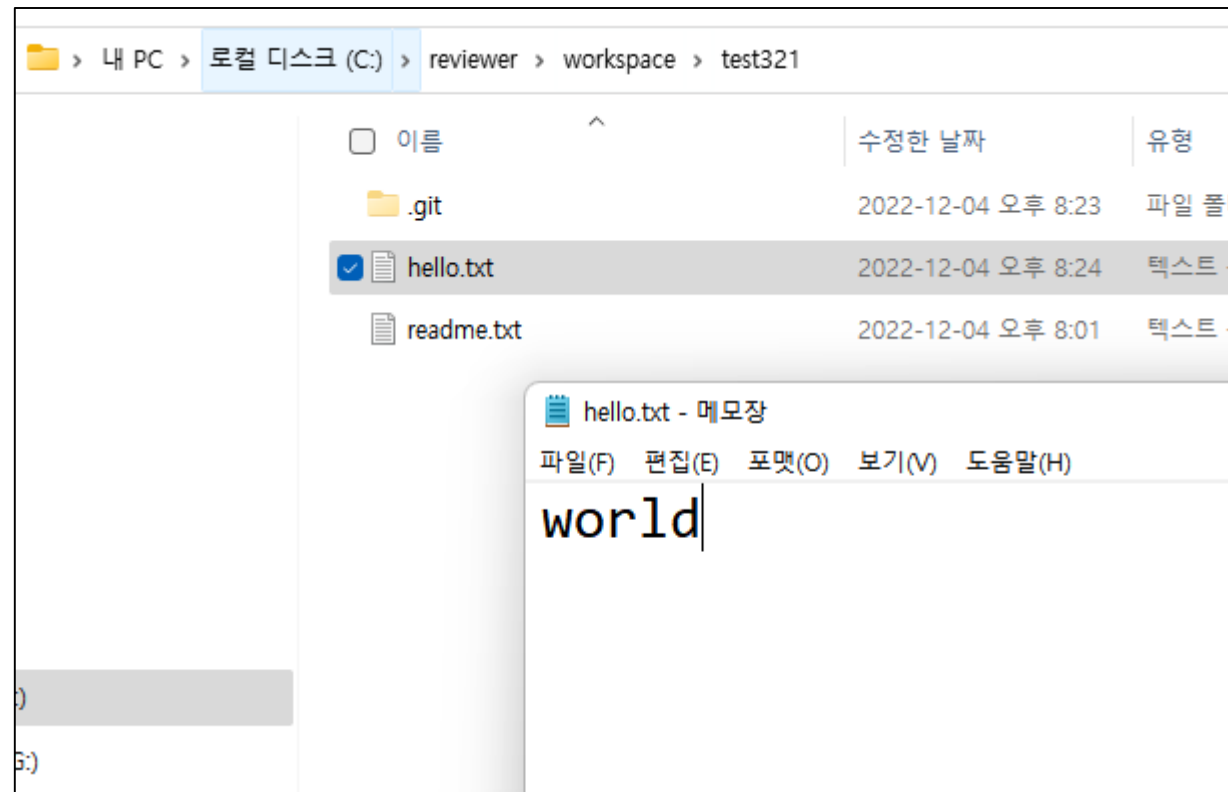 내 PC > 로컬 디스크 (C:) > reviewer > workspace > test321
이름 수정한 날짜 유형
.git 2022-12-04 오후 8:23 파일 폴
hello.txt 2022-12-04 오후 8:24 텍스트
readme.txt 2022-12-04 오후 8:01 텍스트
hello.txt - 메모장
파일(F) 편집(E) 포맷(O) 보기(V) 도움말(H)
world
:)
G:)